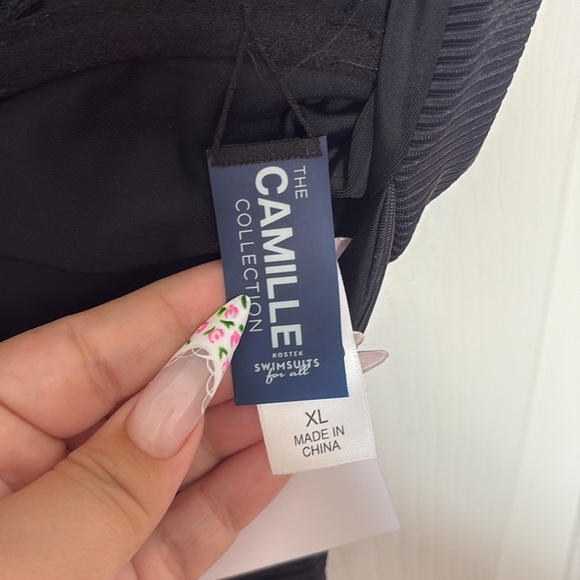 THE
CAMILLE
COLLECTION
KOSTEK
SWIMSUITS
for all
XL
MADE IN
CHINA